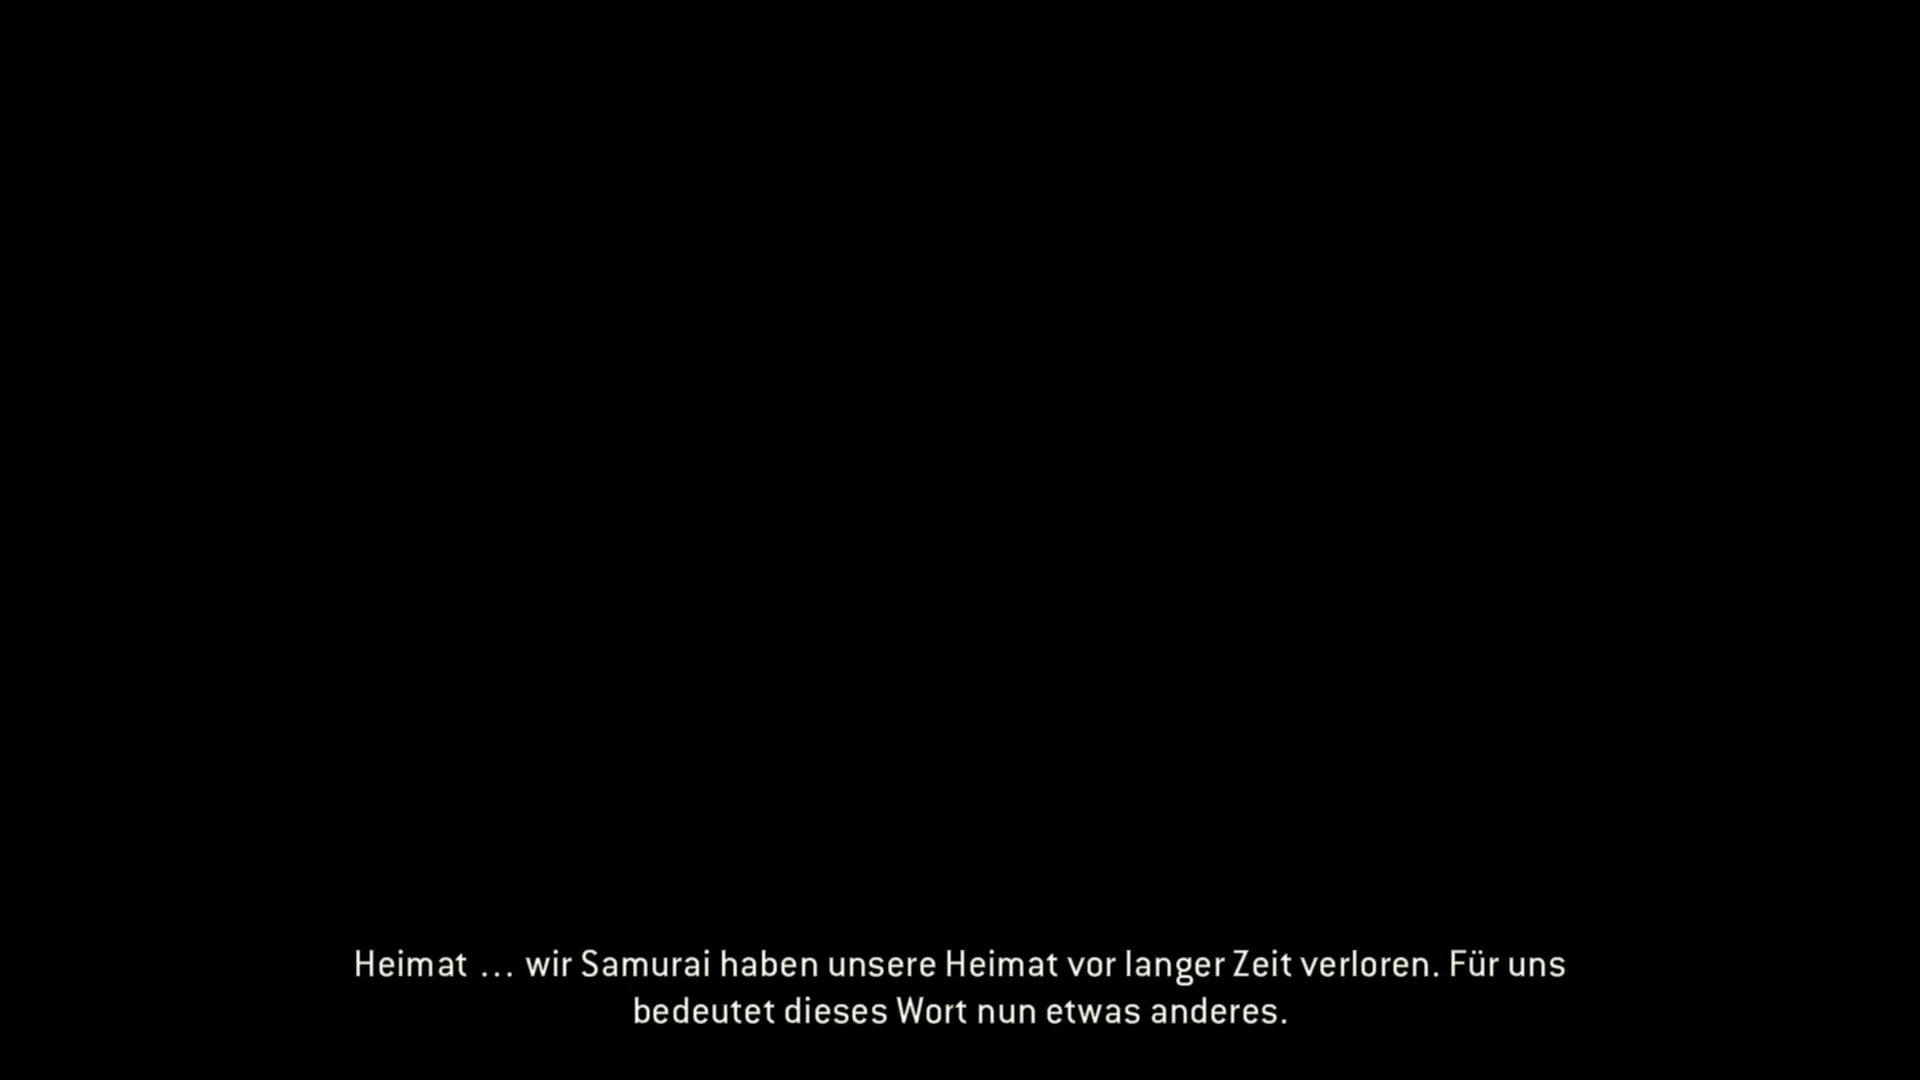 Heimat … wir Samurai haben unsere Heimat vor langer Zeit verloren. Für uns
bedeutet dieses Wort nun etwas anderes.